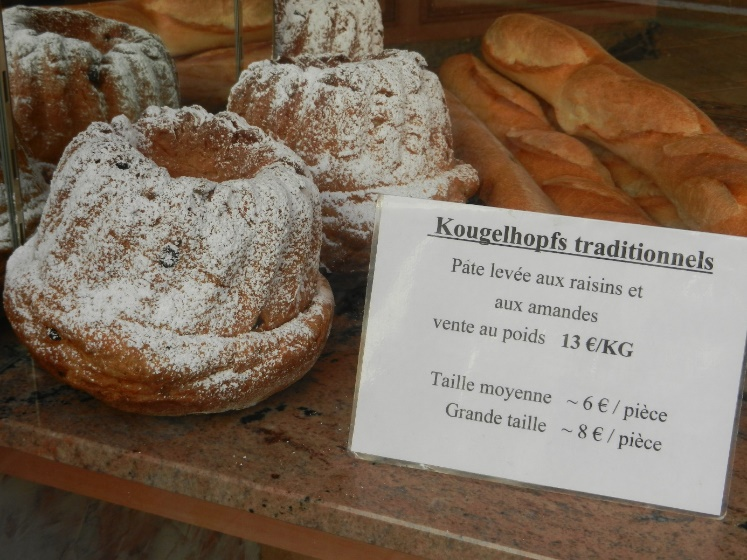 Kougelhopfs traditionnels
Pâte levée aux raisins et
aux amandes
vente au poids 13 €/KG
Taille moyenne ~ 6 € / pièce
Grande taille ~ 8 € / pièce